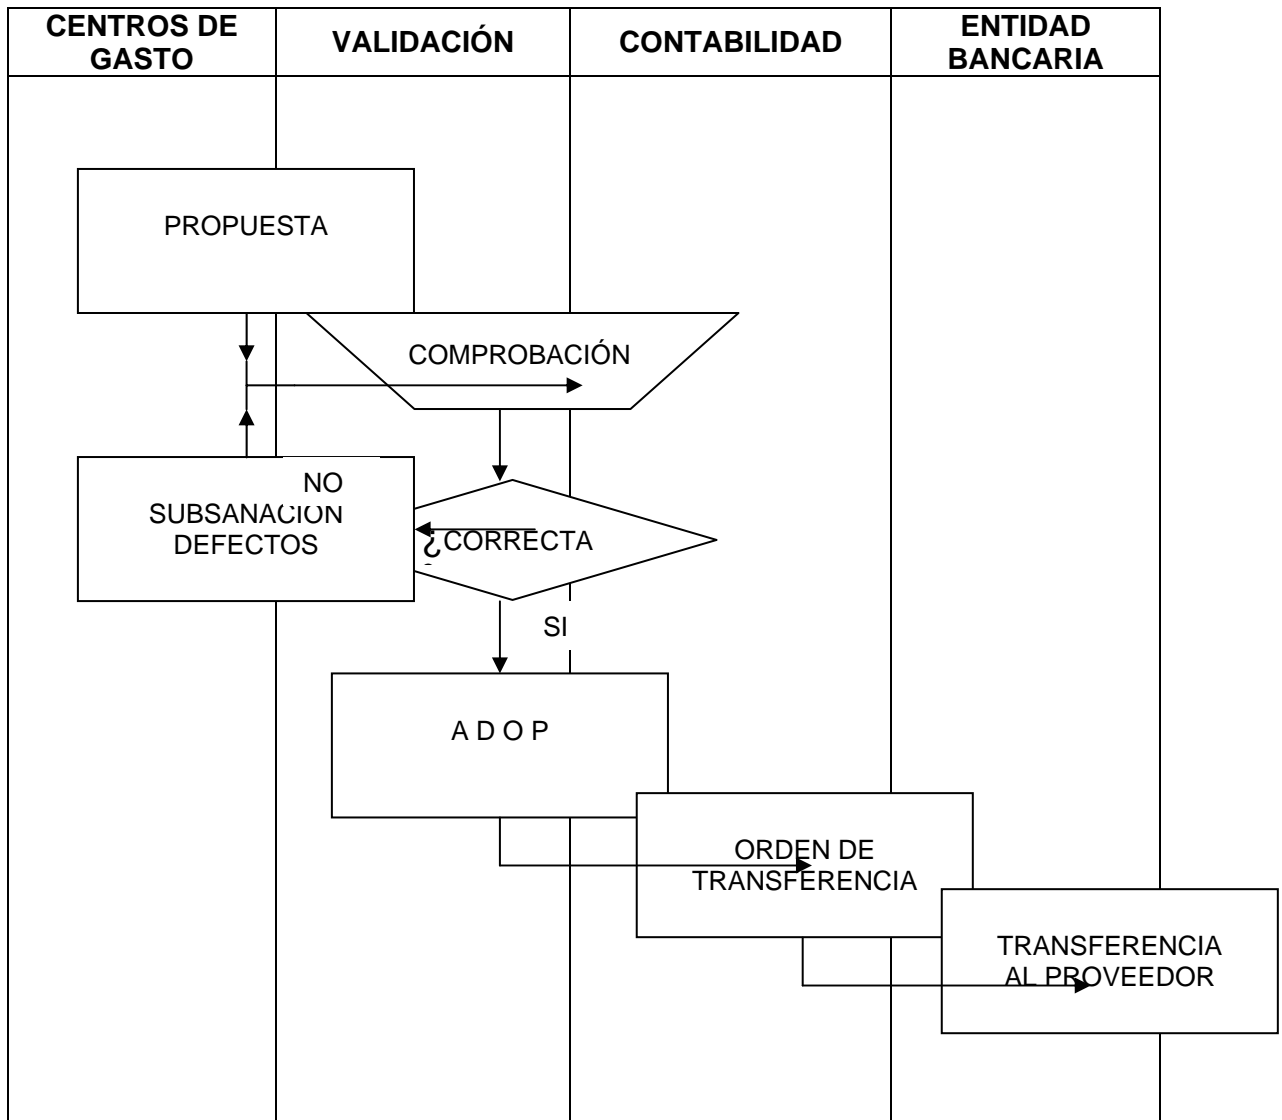 CENTROS DE
GASTO
VALIDACIÓN
CONTABILIDAD
ENTIDAD
BANCARIA
PROPUESTA
COMPROBACIÓN
NO
SUBSANACIÓN
DEFECTOS
¿CORRECTA
SI
A D O P
ORDEN DE
TRANSFERENCIA
TRANSFERENCIA
AL PROVEEDOR